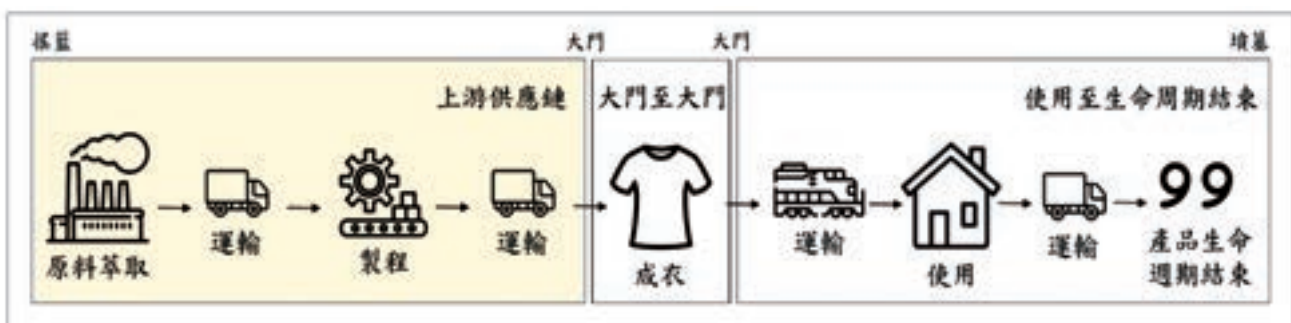 搖籃 大門 大門 墳墓
上游供應鏈 大門至大門 使用至生命周期結束
99
原料萃取 運輸 製程 運輸 成衣 運輸 使用 運輸 產品生命
週期結束